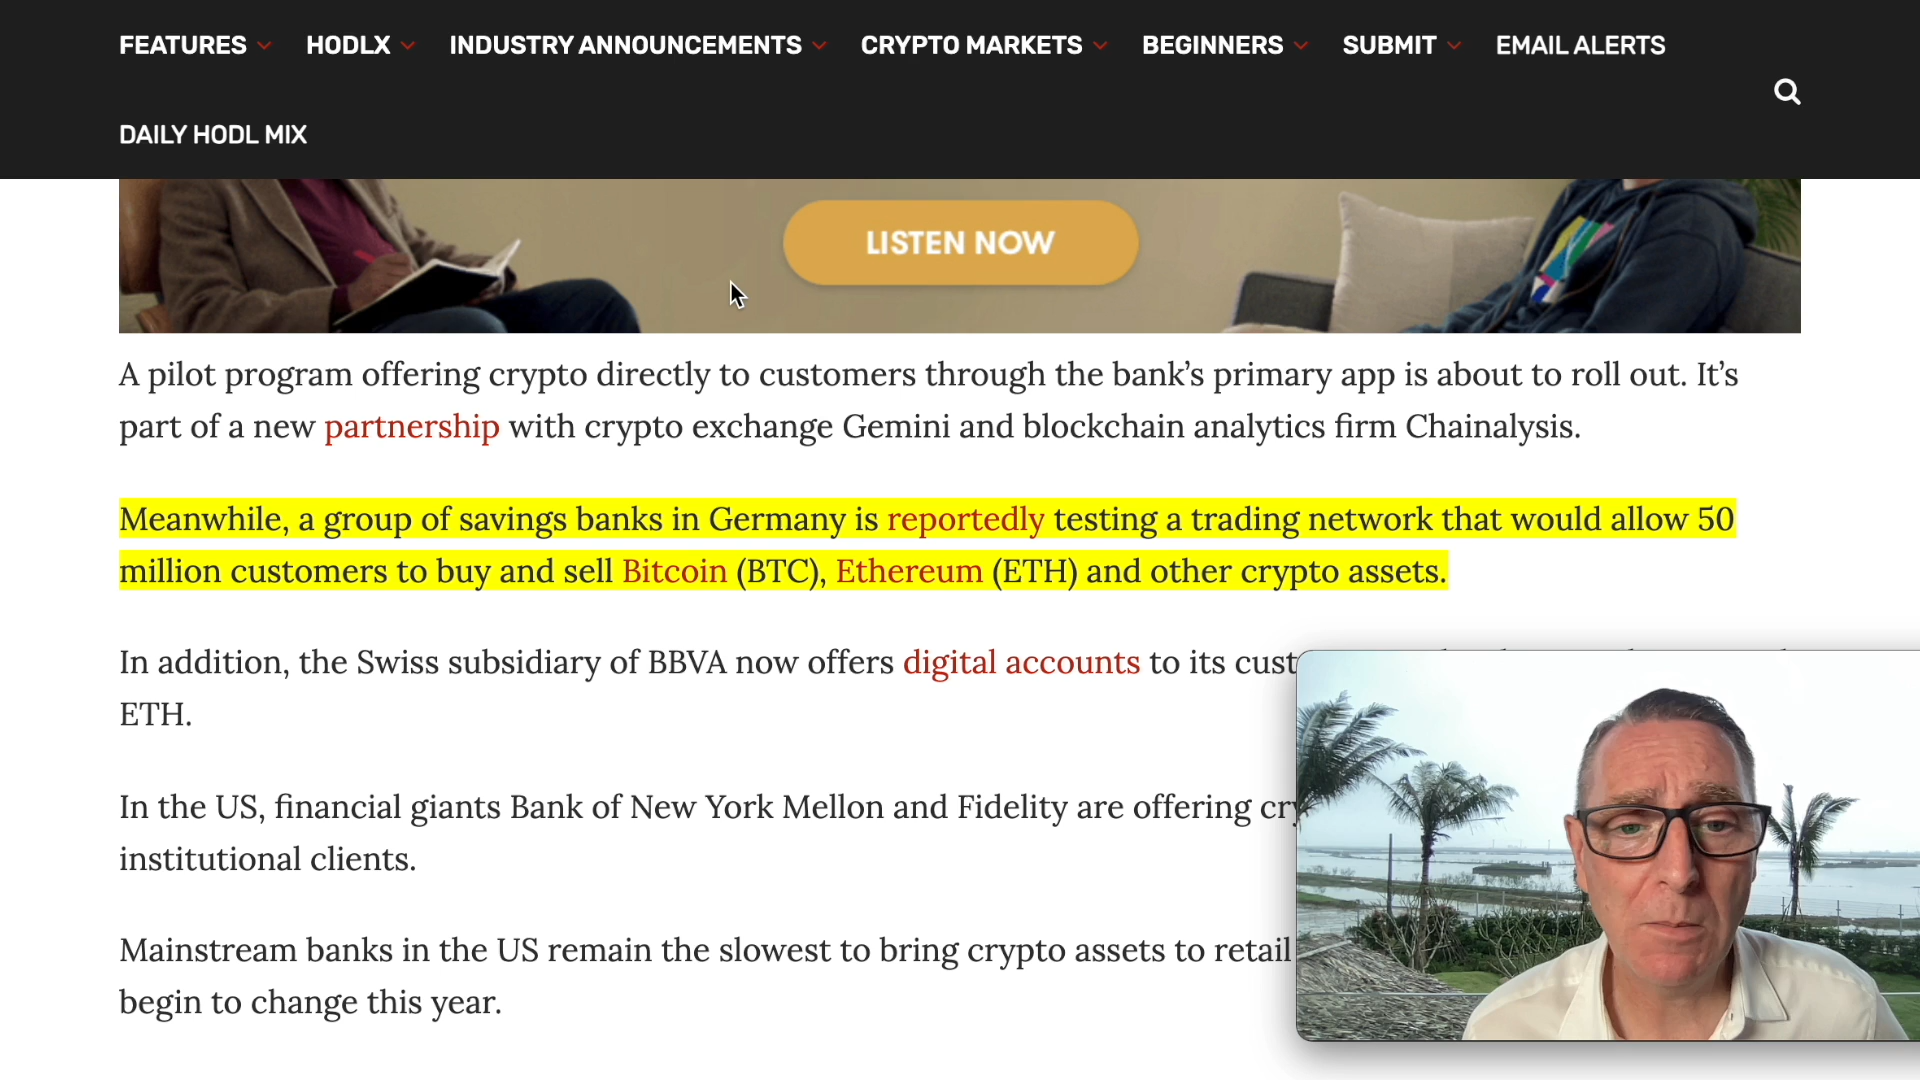 FEATURES HODLX INDUSTRY ANNOUNCEMENTS CRYPTO MARKETS BEGINNERS SUBMIT EMAIL ALERTS
DAILY HODL MIX
LISTEN NOW
A pilot program offering crypto directly to customers through the bank’s primary app is about to roll out. It’s
part of a new partnership with crypto exchange Gemini and blockchain analytics firm Chainalysis.
Meanwhile, a group of savings banks in Germany is reportedly testing a trading network that would allow 50
million customers to buy and sell Bitcoin (BTC), Ethereum (ETH) and other crypto assets.
In addition, the Swiss subsidiary of BBVA now offers digital accounts to its
ETH.
In the US, financial giants Bank of New York Mellon and Fidelity are offering
institutional clients.
Mainstream banks in the US remain the slowest to bring crypto assets to retail
begin to change this year.